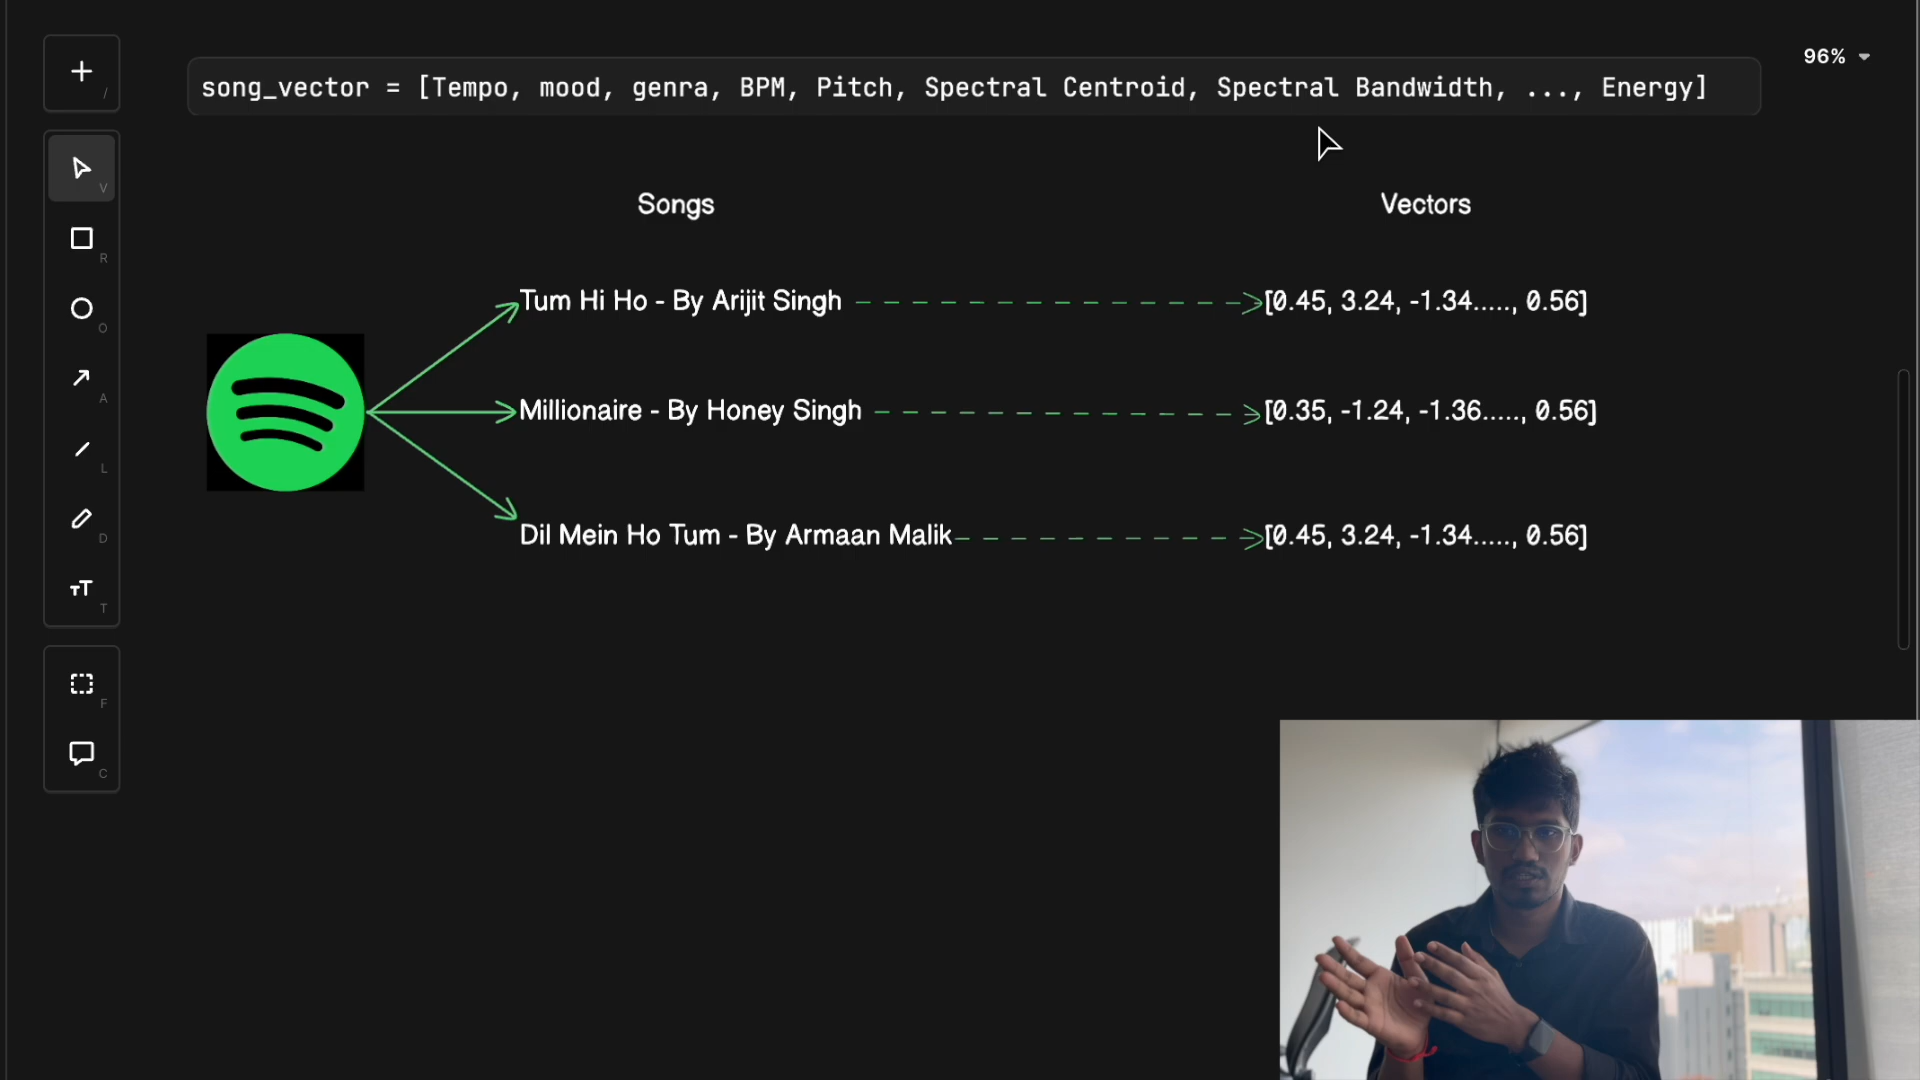 song_vector = [Tempo, mood, genra, BPM, Pitch, Spectral Centroid, Spectral Bandwidth, ..., Energy]
96%
/
V
R
O
A
L
D
T
F
C
Songs
Vectors
Tum Hi Ho - By Arijit Singh
[0.45, 3.24, -1.34....., 0.56]
Millionaire - By Honey Singh
[0.35, -1.24, -1.36....., 0.56]
Dil Mein Ho Tum - By Armaan Malik
[0.45, 3.24, -1.34....., 0.56]